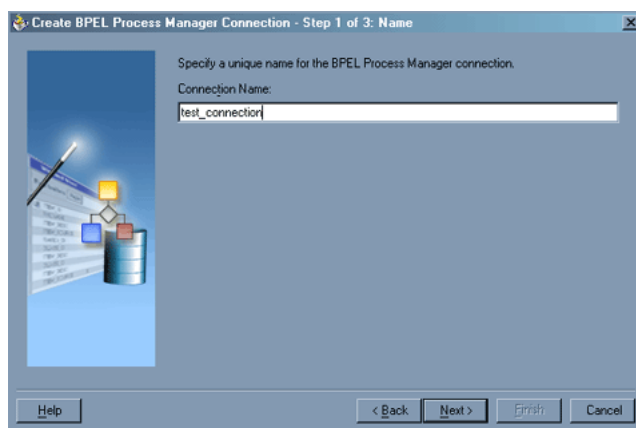 Create BPEL Process Manager Connection - Step 1 of 3: Name
Specify a unique name for the BPEL Process Manager connection.
Connection Name:
test_connection
Help
< Back
Next >
Finish
Cancel